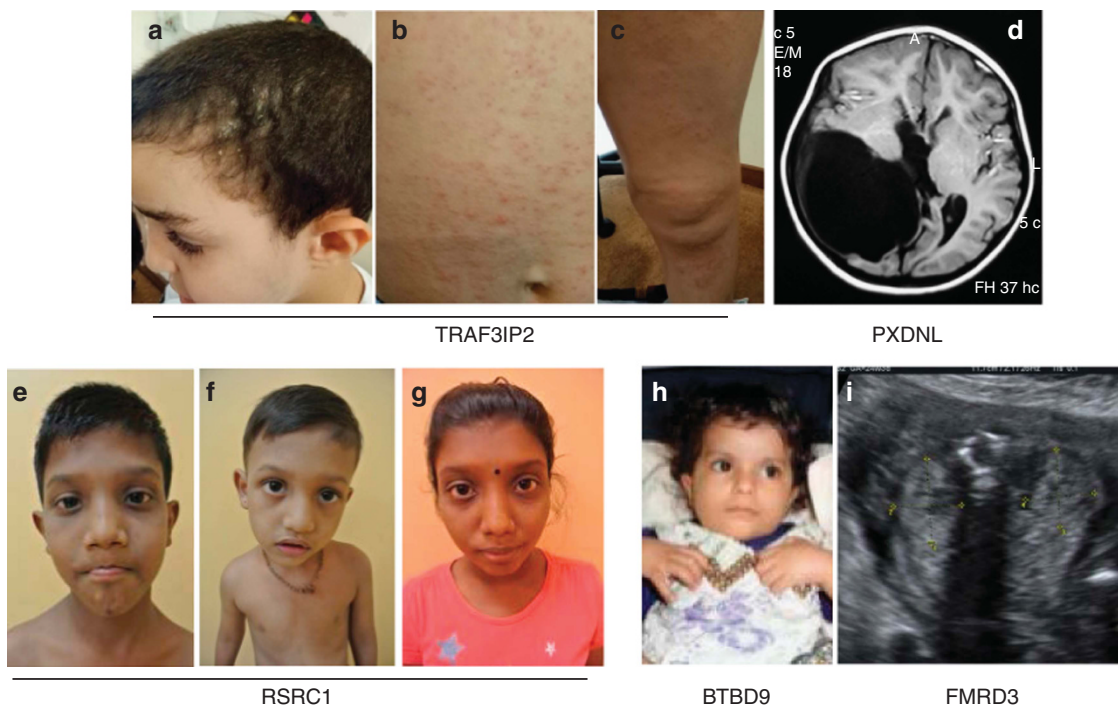 a
b
c
d
c 5
E/M
18
A
L
5 c
FH 37 hc
TRAF3IP2
PXDNL
e
f
g
h
i
RSRC1
BTBD9
FMRD3